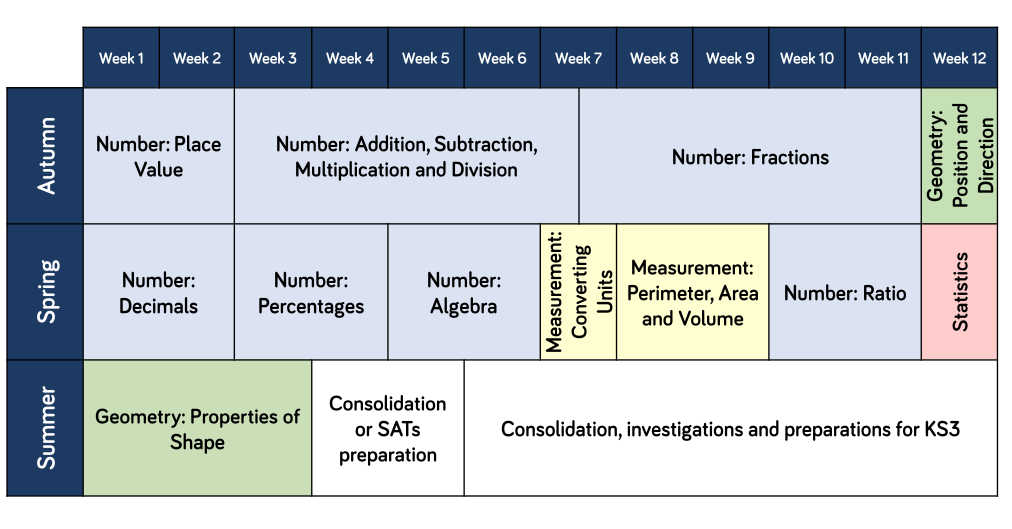 Week 1 Week 2 Week 3 Week 4 Week 5 Week 6 Week 7 Week 8 Week 9 Week 10 Week 11 Week 12
Autumn
Number: Place
Value
Number: Addition, Subtraction,
Multiplication and Division
Number: Fractions
Geometry:
Position and
Direction
Spring
Number:
Decimals
Number:
Percentages
Number:
Algebra
Measurement:
Converting
Units
Measurement:
Perimeter, Area
and Volume
Number: Ratio
Statistics
Summer
Geometry: Properties of
Shape
Consolidation
or SATs
preparation
Consolidation, investigations and preparations for KS3